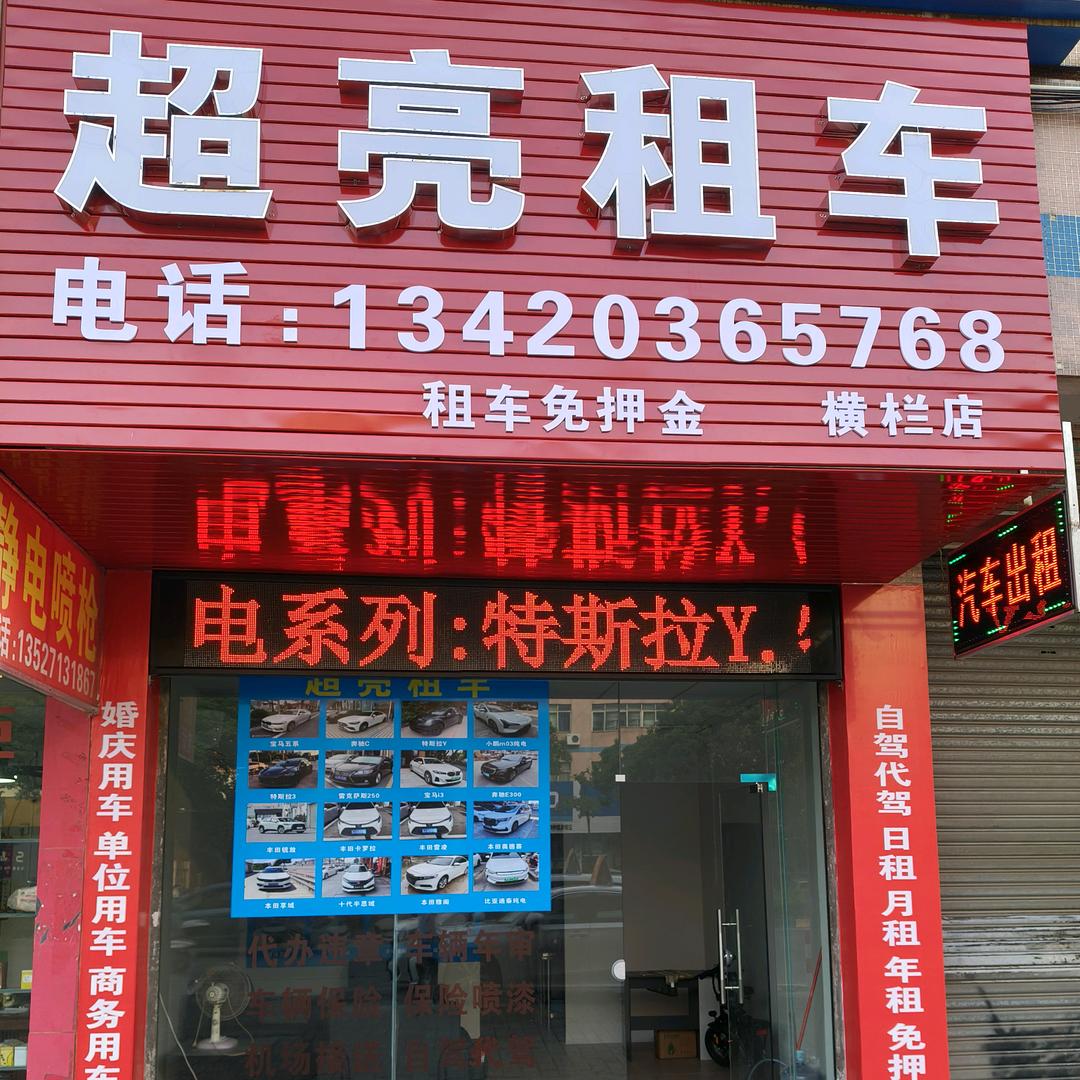 超亮租车
电话:13420365768
租车免押金 横栏店
电系列:特斯拉Y.
汽车出租
静电喷枪
话:13527131867
婚庆用车 单位用车 商务用车
自驾代驾 日租 月租 年租 免押
超亮租车
宝马五系 奔驰C 特斯拉Y 小鹏m03纯电
特斯拉3 雷克萨斯250 宝马i3 奔驰E300
丰田锐放 丰田卡罗拉 丰田雷凌
本田享域 十代半思域 本田雅阁 比亚迪秦纯电
代办违章 车辆年审
车辆保险 保险喷漆
机场接送 自驾代驾